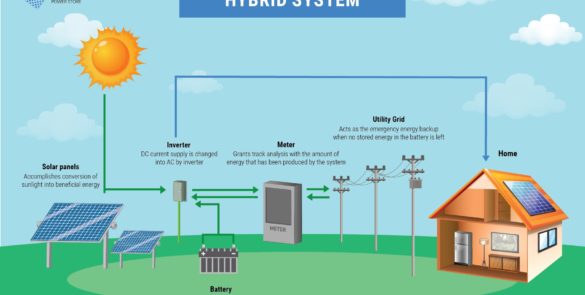 HYBRID SYSTEM
Utility Grid
Acts as the emergency energy backup
when no stored energy in the battery is left
Inverter
DC current supply is changed
into AC by inverter
Meter
Grants track analysis with the amount of
energy that has been produced by the system
Home
Solar panels
Accomplishes conversion of
sunlight into beneficial energy
METER
Battery